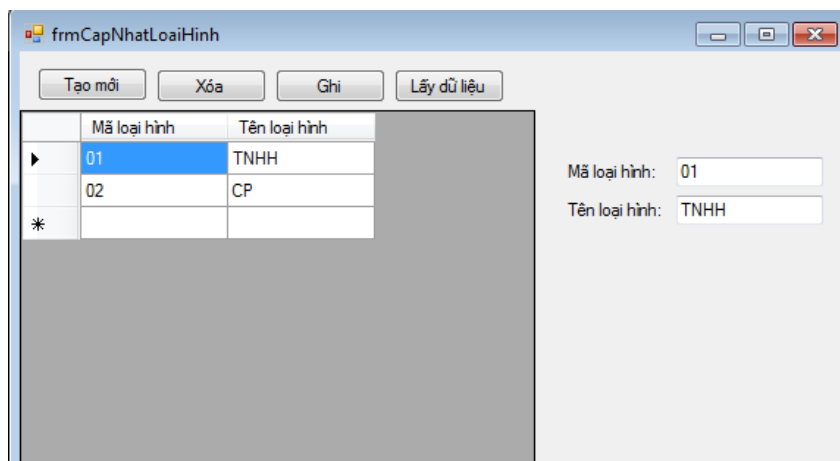 frmCapNhatLoaiHinh
Tạo mới Xóa Ghi Lấy dữ liệu
Mã loại hình Tên loại hình
01 TNHH
02 CP
Mã loại hình: 01
Tên loại hình: TNHH